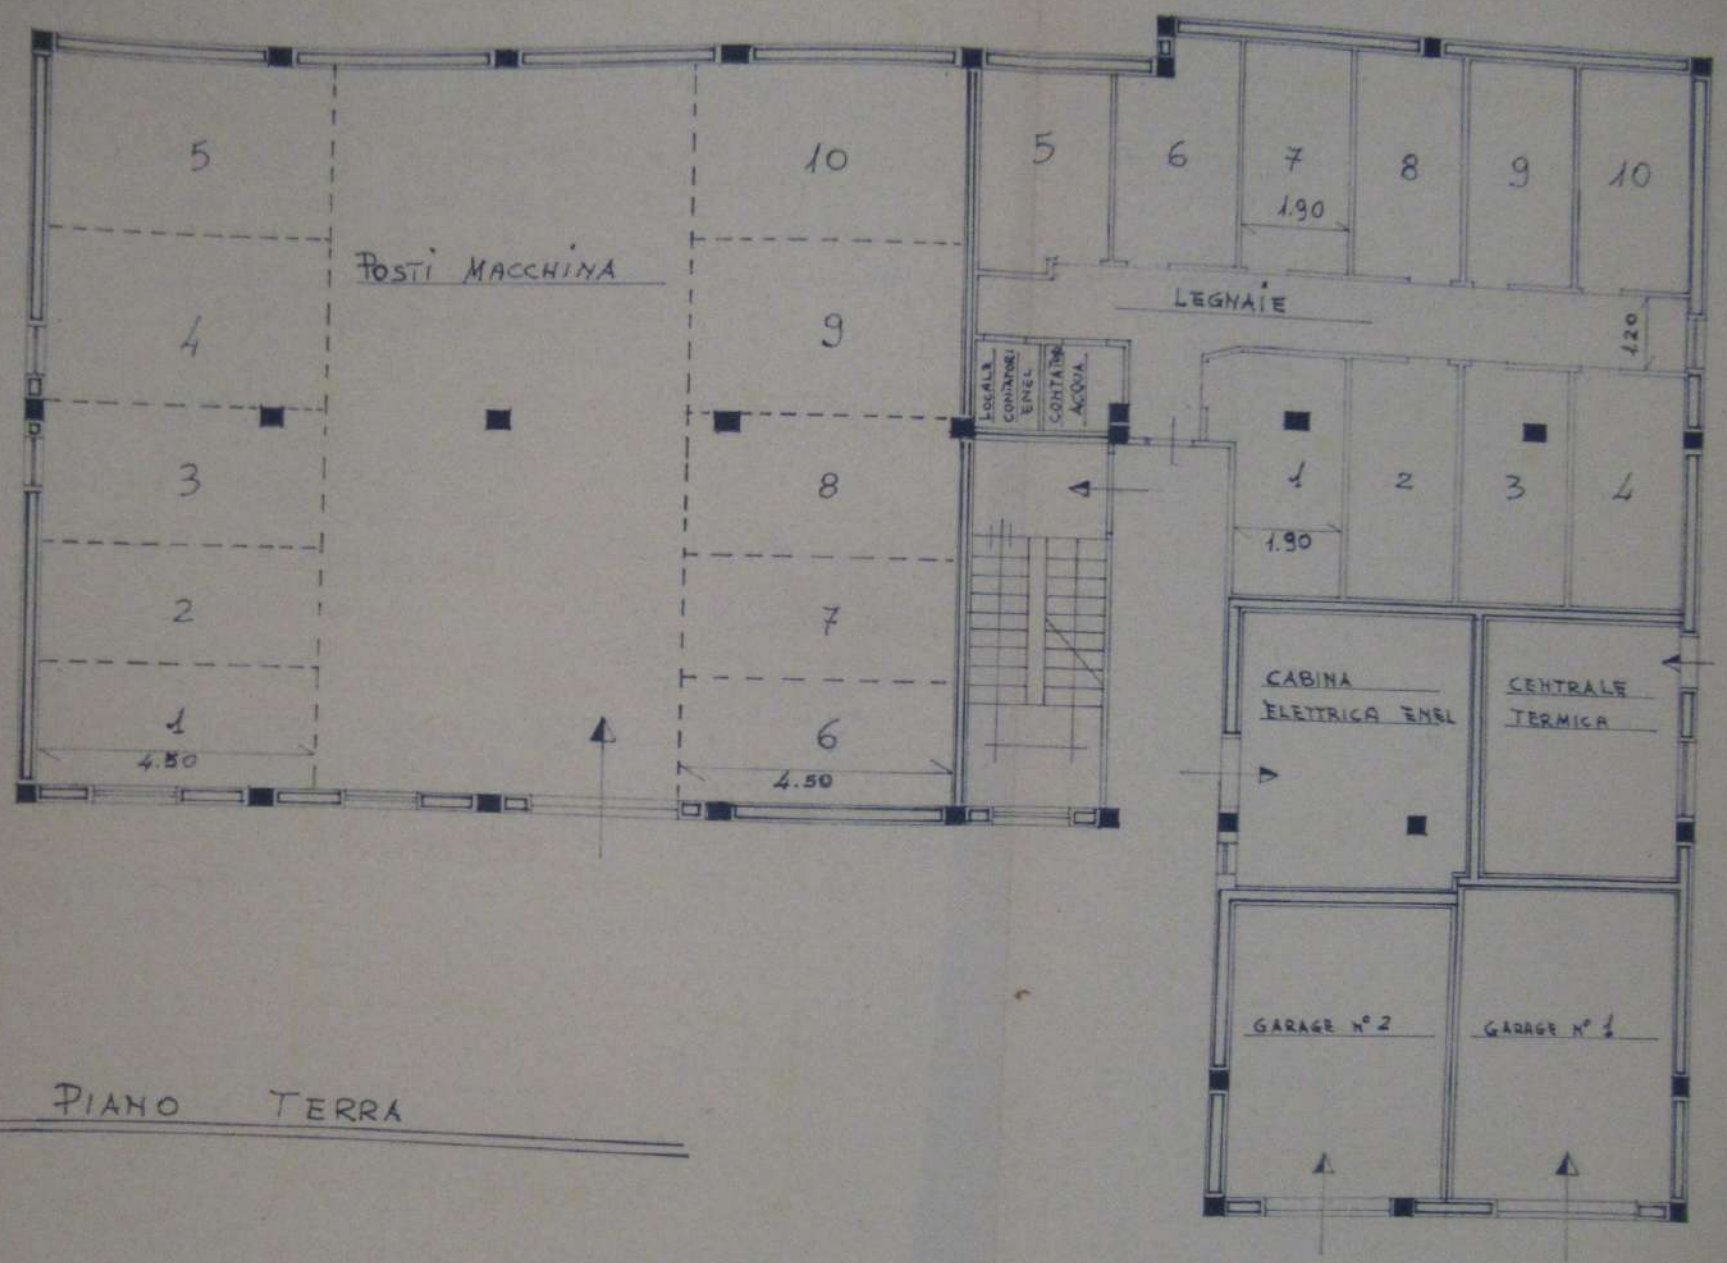 5
10
5
6
7
8
9
10
1.90
POSTI MACCHINA
LEGNAIE
1.20
4
9
LOCALE
CONTATORI
ENEL
CONTATORI
ACQUA
3
8
1
2
3
4
1.90
2
7
CABINA
ELETTRICA ENEL
CENTRALE
TERMICA
1
4.50
6
4.50
GARAGE N° 2
GARAGE N° 1
PIANO TERRA